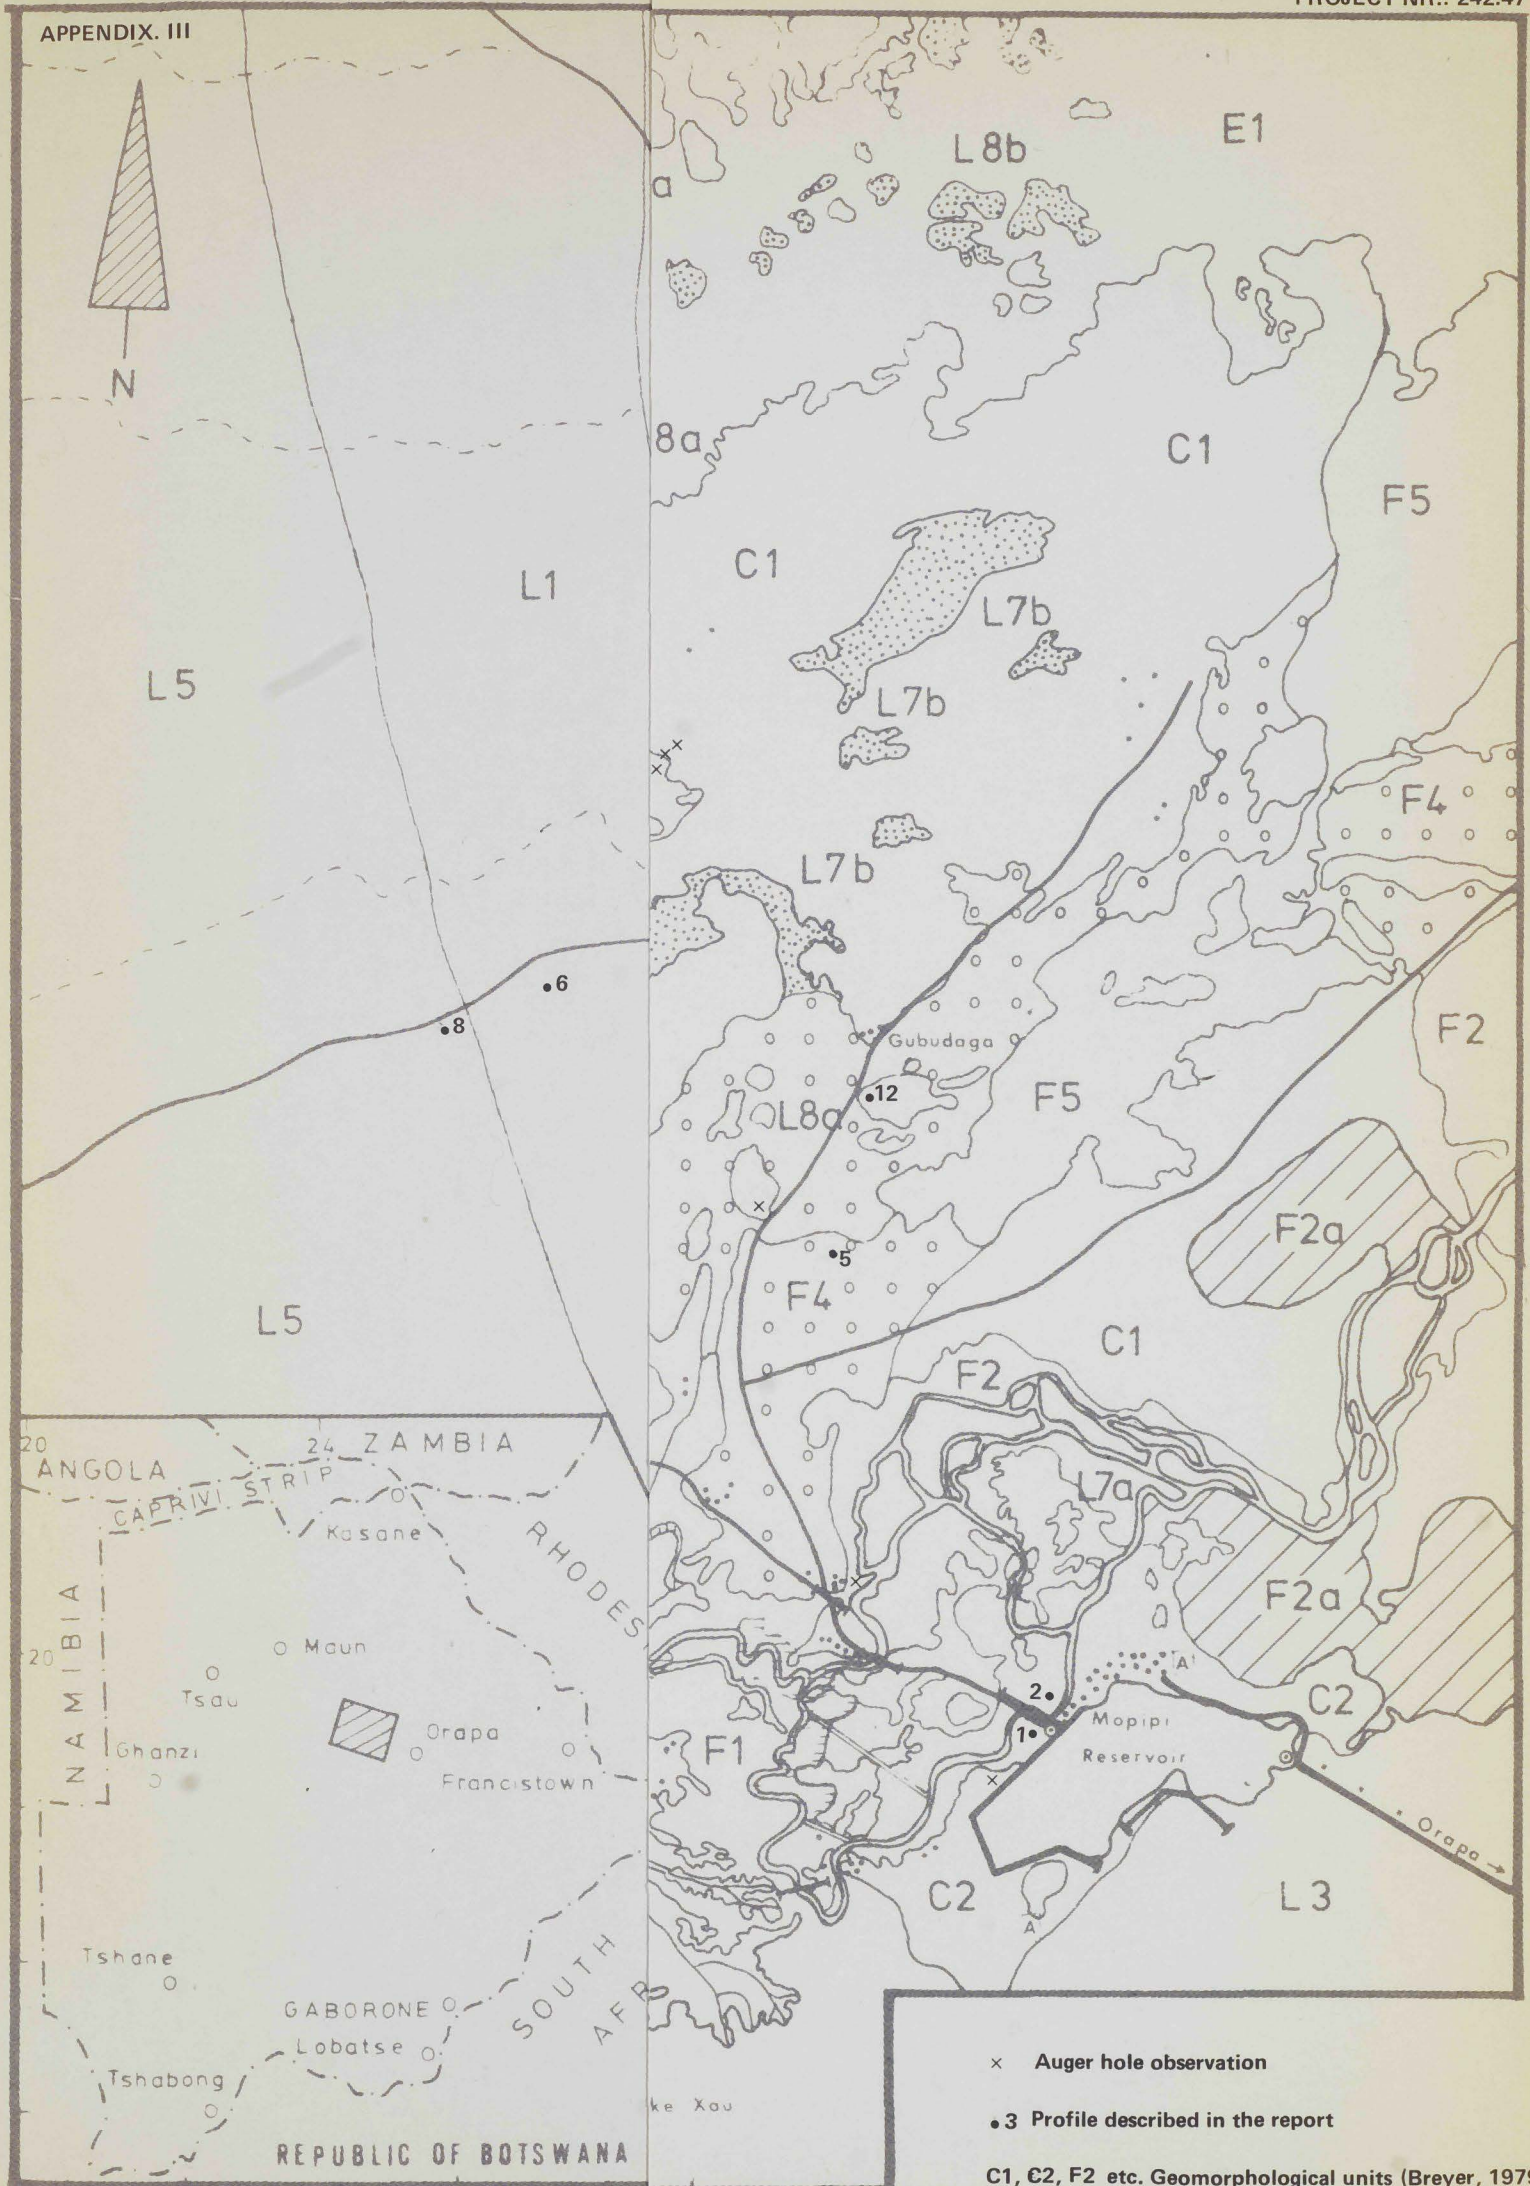 APPENDIX. III
N
L1
L5
•6
•8
L5
20
24
ZAMBIA
ANGOLA
CAPRIVI STRIP
Kasane
RHODES
NAMIBIA
20
Maun
Tsau
Orapa
Ghanzi
Francistown
Tshane
SOUTH
AFR
GABORONE
Lobatse
Tshabong
REPUBLIC OF BOTSWANA
a
L8b
E1
8a
C1
F5
C1
L7b
L7b
F4
L7b
Gubudaga
F2
•12
F5
L8a
F2a
•5
F4
C1
F2
L7a
F2a
A
2•
C2
Mopipi
Reservoir
1•
F1
Orapa →
C2
L3
A
ke Xau
× Auger hole observation
•3 Profile described in the report
C1, C2, F2 etc. Geomorphological units (Breyer, 1979